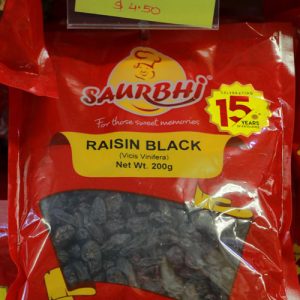 $ 4.50
SAURBHI
For those sweet memories
CELEBRATING
15
YEARS
RAISIN BLACK
(Vicis Vinifera)
Net Wt. 200g